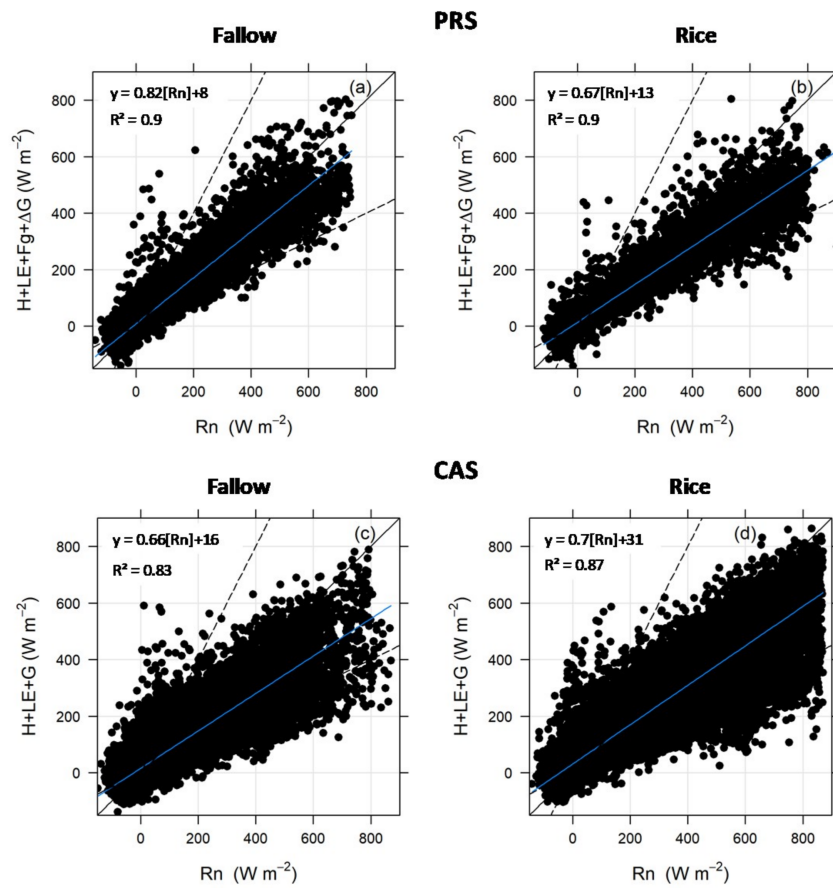 PRS
Fallow Rice
(a) (b)
y = 0.82[Rn]+8 y = 0.67[Rn]+13
R² = 0.9 R² = 0.9
800 800
600 600
400 400
200 200
0 0
H+LE+Fg+ΔG (W m⁻²) H+LE+Fg+ΔG (W m⁻²)
0 200 400 600 800 0 200 400 600 800
Rn (W m⁻²) Rn (W m⁻²)
CAS
Fallow Rice
(c) (d)
y = 0.66[Rn]+16 y = 0.7[Rn]+31
R² = 0.83 R² = 0.87
800 800
600 600
400 400
200 200
0 0
H+LE+G (W m⁻²) H+LE+G (W m⁻²)
0 200 400 600 800 0 200 400 600 800
Rn (W m⁻²) Rn (W m⁻²)